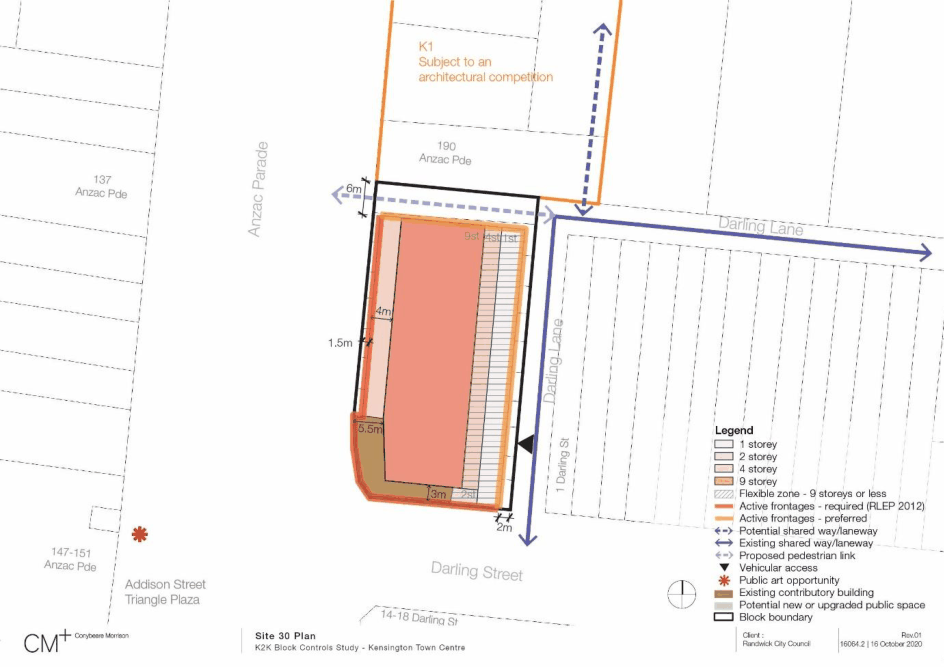 K1
Subject to an
architectural competition
190
Anzac Pde
137
Anzac Pde
Anzac Parade
6m
Darling Lane
9st 4st 1st
4m
1.5m
Darling Lane
5.5m
1 Darling St
3m
2st
2m
147-151
Anzac Pde
Addison Street
Triangle Plaza
Darling Street
14-18 Darling St
Legend
1 storey
2 storey
4 storey
9 storey
Flexible zone - 9 storeys or less
Active frontages - required (RLEP 2012)
Active frontages - preferred
Potential shared way/laneway
Existing shared way/laneway
Proposed pedestrian link
Vehicular access
Public art opportunity
Existing contributory building
Potential new or upgraded public space
Block boundary
CM+ Conybeare Morrison
Site 30 Plan
K2K Block Controls Study - Kensington Town Centre
Client :
Randwick City Council
Rev.01
16064.2 | 16 October 2020